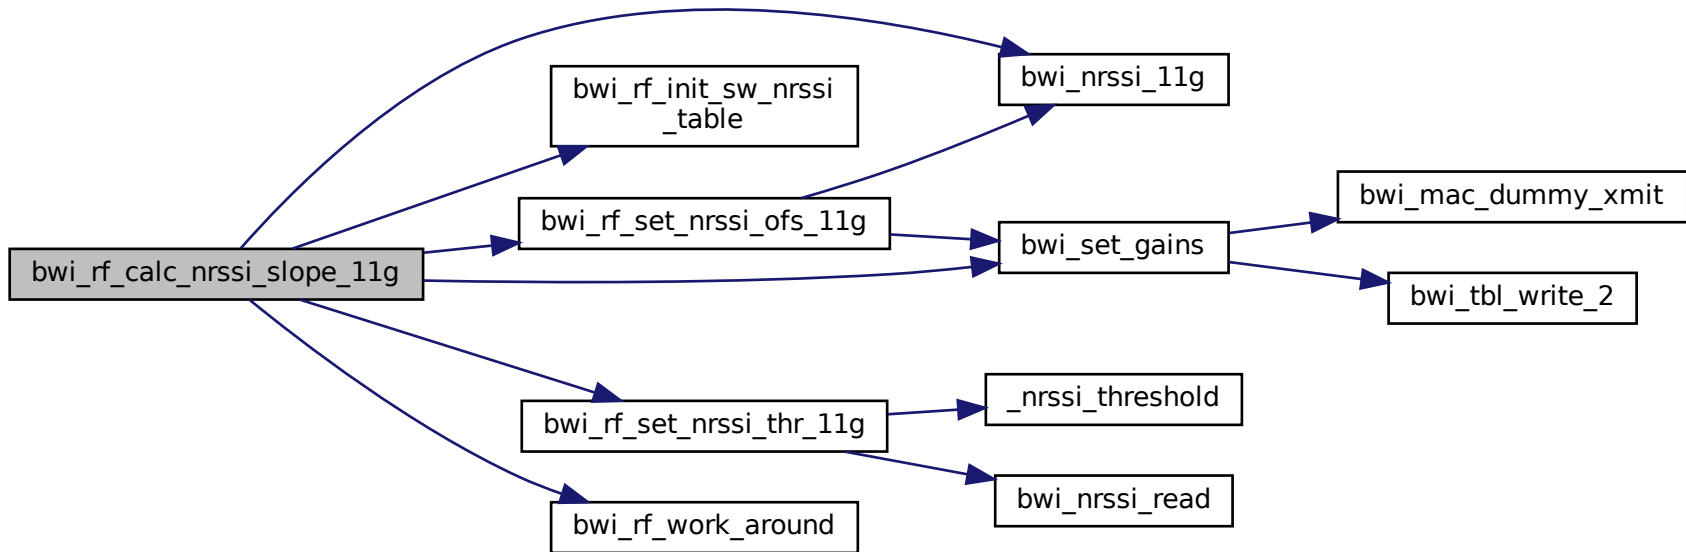 bwi_rf_calc_nrssi_slope_11g
bwi_nrssi_11g
bwi_rf_init_sw_nrssi
_table
bwi_rf_set_nrssi_ofs_11g
bwi_set_gains
bwi_mac_dummy_xmit
bwi_tbl_write_2
bwi_rf_set_nrssi_thr_11g
_nrssi_threshold
bwi_nrssi_read
bwi_rf_work_around